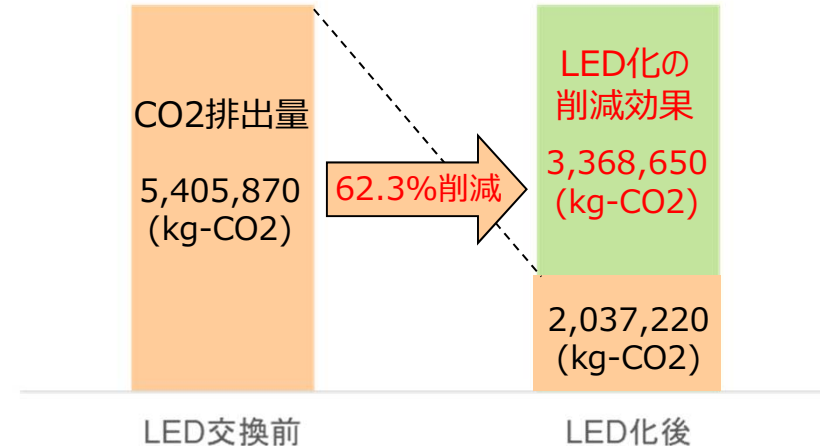 CO2排出量
5,405,870
(kg-CO2)
62.3%削減
LED化の
削減効果
3,368,650
(kg-CO2)
2,037,220
(kg-CO2)
LED交換前
LED化後